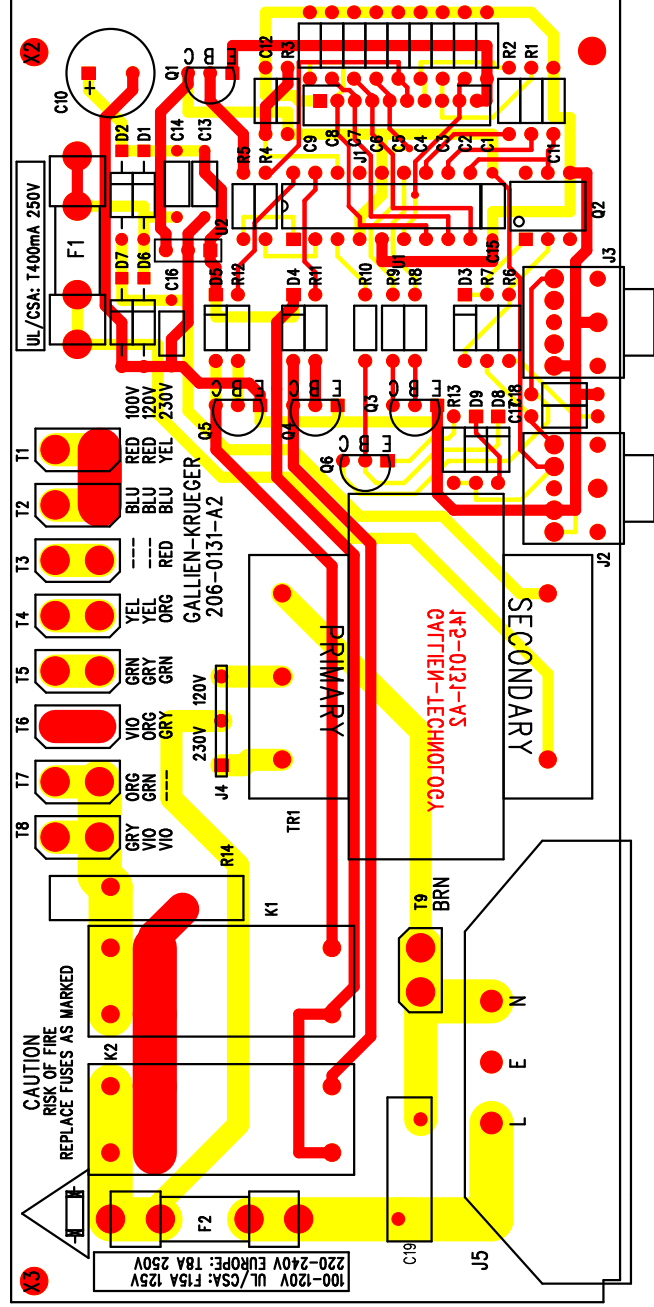 X2
C10
+
Q1
E B C
C12
R3
R2
R1
UL/CSA: T400mA 250V
F1
D2
D1
C14
C13
R5
R4
C9
C8
C7
J1
C6
C5
C4
C3
C2
C1
C11
D7
D6
C16
U2
D5
R12
D4
R11
R10
R9
R8
U1
D3
R7
R6
C15
Q2
J3
Q5
E B C
Q4
E B C
Q3
E B C
Q6
E B C
R13
D9
D8
C17
C18
J2
T1
T2
T3
T4
T5
T6
T7
T8
100V
120V
230V
RED
RED
YEL
BLU
BLU
BLU
---
---
RED
YEL
YEL
ORG
GRN
GRY
GRN
VIO
ORG
GRY
ORG
GRN
---
GRY
VIO
VIO
GALLIEN-KRUEGER
206-0131-A2
120V
230V
J4
PRIMARY
SECONDARY
TR1
145-0131-A2
GALLIEN-TECHNOLOGY
R14
K1
K2
T9
BRN
CAUTION
RISK OF FIRE
REPLACE FUSES AS MARKED
N
E
L
J5
C19
F2
100-120V UL/CSA: F15A 125V
220-240V EUROPE: T8A 250V
X3